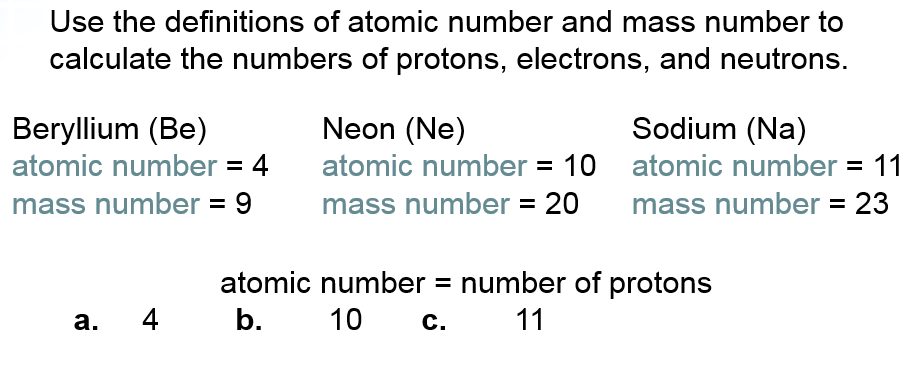 Use the definitions of atomic number and mass number to
calculate the numbers of protons, electrons, and neutrons.
Beryllium (Be)
atomic number = 4
mass number = 9
Neon (Ne)
atomic number = 10
mass number = 20
Sodium (Na)
atomic number = 11
mass number = 23
atomic number = number of protons
a. 4 b. 10 c. 11